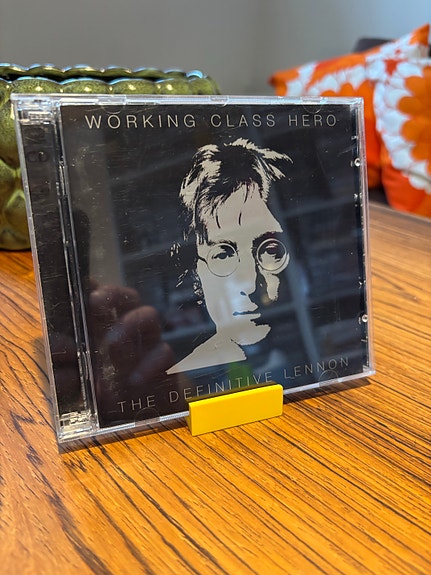 WORKING CLASS HERO
THE DEFINITIVE LENNON